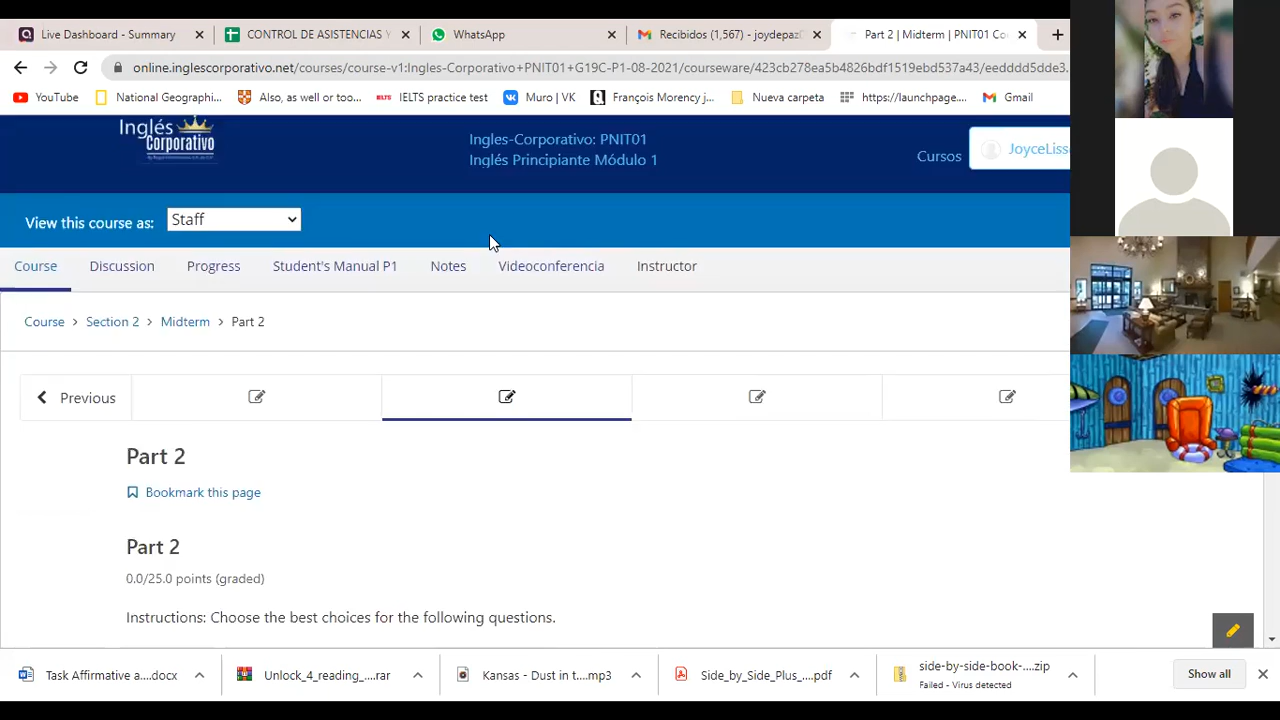 Live Dashboard - Summary
CONTROL DE ASISTENCIAS Y
WhatsApp
Recibidos (1,567) - joydepaz
Part 2 | Midterm | PNIT01 Co
online.inglescorporativo.net/courses/course-v1:Ingles-Corporativo+PNIT01+G19C-P1-08-2021/courseware/423cb278ea5b4826bdf1519ebd537a43/eedddd5dde3.
YouTube
National Geographi...
Also, as well or too...
IELTS practice test
Muro | VK
François Morency j...
Nueva carpeta
https://launchpage....
Gmail
Inglés
Corporativo
Ingles-Corporativo: PNIT01
Inglés Principiante Módulo 1
Cursos
JoyceLiss
View this course as:
Staff
Course
Discussion
Progress
Student's Manual P1
Notes
Videoconferencia
Instructor
Course > Section 2 > Midterm > Part 2
Previous
Part 2
Bookmark this page
Part 2
0.0/25.0 points (graded)
Instructions: Choose the best choices for the following questions.
Task Affirmative a....docx
Unlock_4_reading_....rar
Kansas - Dust in t....mp3
Side_by_Side_Plus_....pdf
side-by-side-book-....zip
Failed - Virus detected
Show all